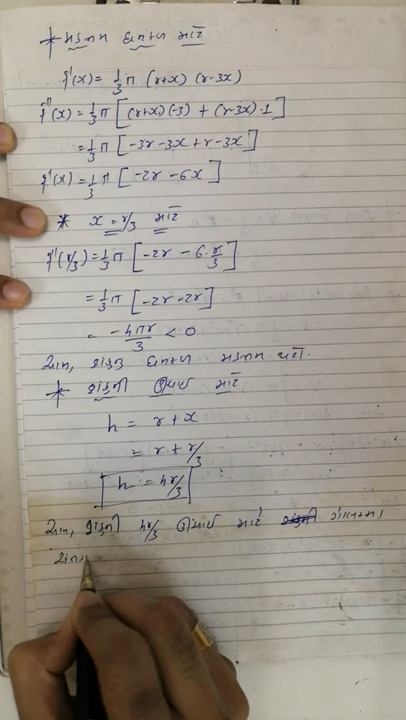 * મહત્તમ ઘનફળ માટે
f'(x) = 1/3 π (r+x) (r-3x)
f''(x) = 1/3 π [(r+x)(-3) + (r-3x)·1]
= 1/3 π [-3r-3x+r-3x]
f''(x) = 1/3 π [-2r-6x]
* x = r/3 માટે
f''(r/3) = 1/3 π [-2r - 6·r/3]
= 1/3 π [-2r-2r]
= -4πr/3 < 0
આમ, શંકુનું ઘનફળ મહત્તમ થાય.
* શંકુની ઊંચાઈ માટે
h = r + x
= r + r/3
h = 4r/3
આમ, શંકુની 4r/3 ઊંચાઈ માટે